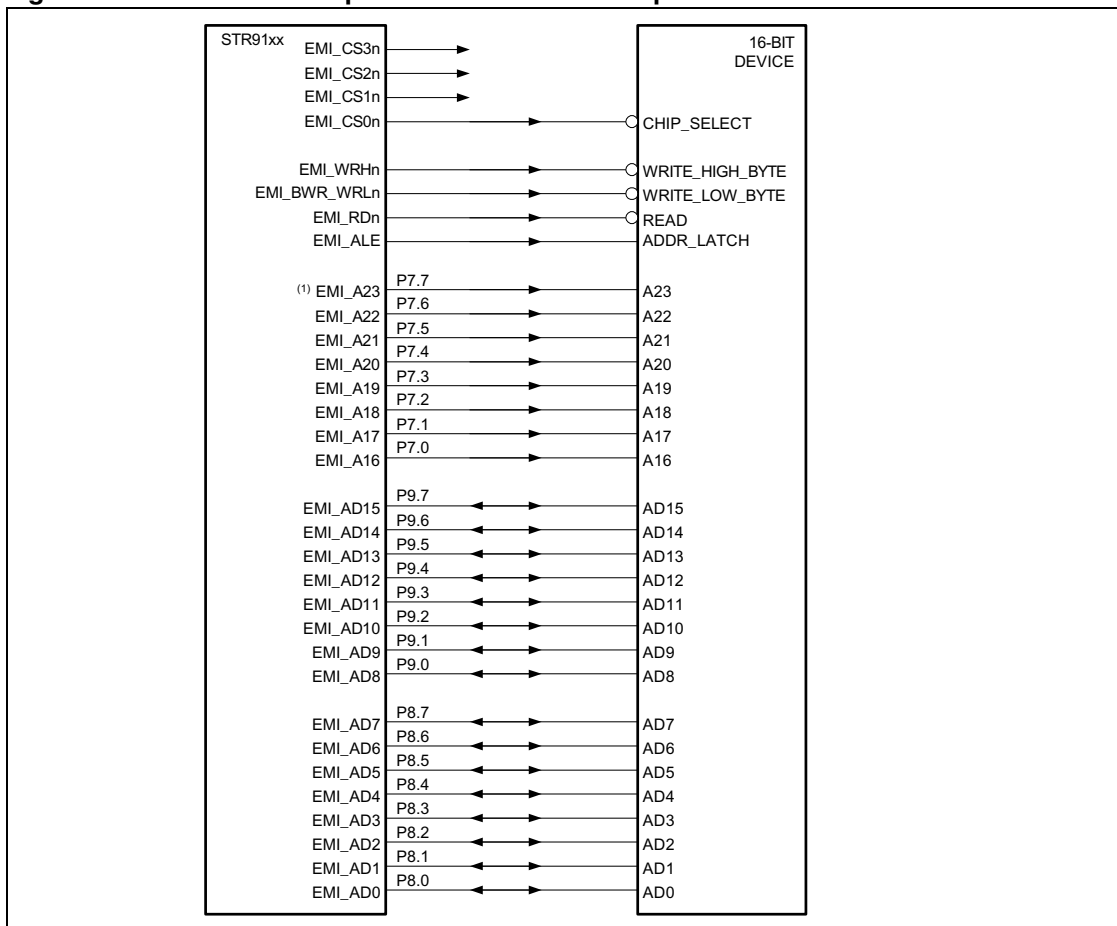 STR91xx
16-BIT
DEVICE
EMI_CS3n
EMI_CS2n
EMI_CS1n
EMI_CS0n CHIP_SELECT
EMI_WRHn WRITE_HIGH_BYTE
EMI_BWR_WRLn WRITE_LOW_BYTE
EMI_RDn READ
EMI_ALE ADDR_LATCH
(1) EMI_A23 P7.7 A23
EMI_A22 P7.6 A22
EMI_A21 P7.5 A21
EMI_A20 P7.4 A20
EMI_A19 P7.3 A19
EMI_A18 P7.2 A18
EMI_A17 P7.1 A17
EMI_A16 P7.0 A16
EMI_AD15 P9.7 AD15
EMI_AD14 P9.6 AD14
EMI_AD13 P9.5 AD13
EMI_AD12 P9.4 AD12
EMI_AD11 P9.3 AD11
EMI_AD10 P9.2 AD10
EMI_AD9 P9.1 AD9
EMI_AD8 P9.0 AD8
EMI_AD7 P8.7 AD7
EMI_AD6 P8.6 AD6
EMI_AD5 P8.5 AD5
EMI_AD4 P8.4 AD4
EMI_AD3 P8.3 AD3
EMI_AD2 P8.2 AD2
EMI_AD1 P8.1 AD1
EMI_AD0 P8.0 AD0